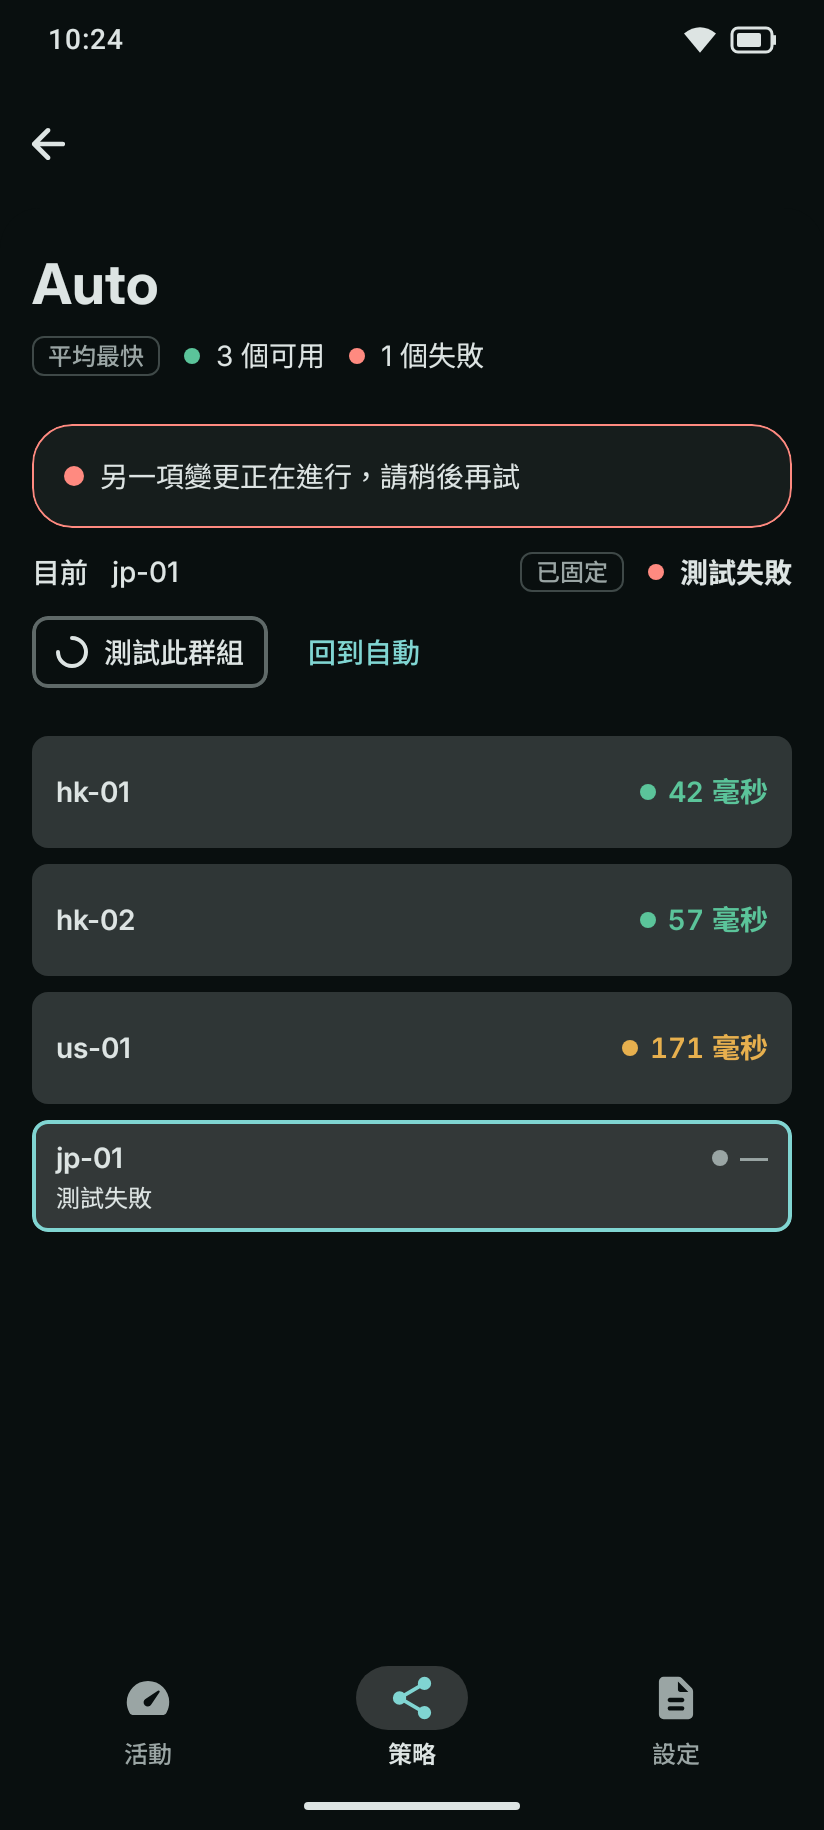 10:24
Auto
平均最快 3 個可用 1 個失敗
另一項變更正在進行，請稍後再試
目前 jp-01 已固定 測試失敗
測試此群組 回到自動
hk-01 42 毫秒
hk-02 57 毫秒
us-01 171 毫秒
jp-01 —
測試失敗
活動 策略 設定